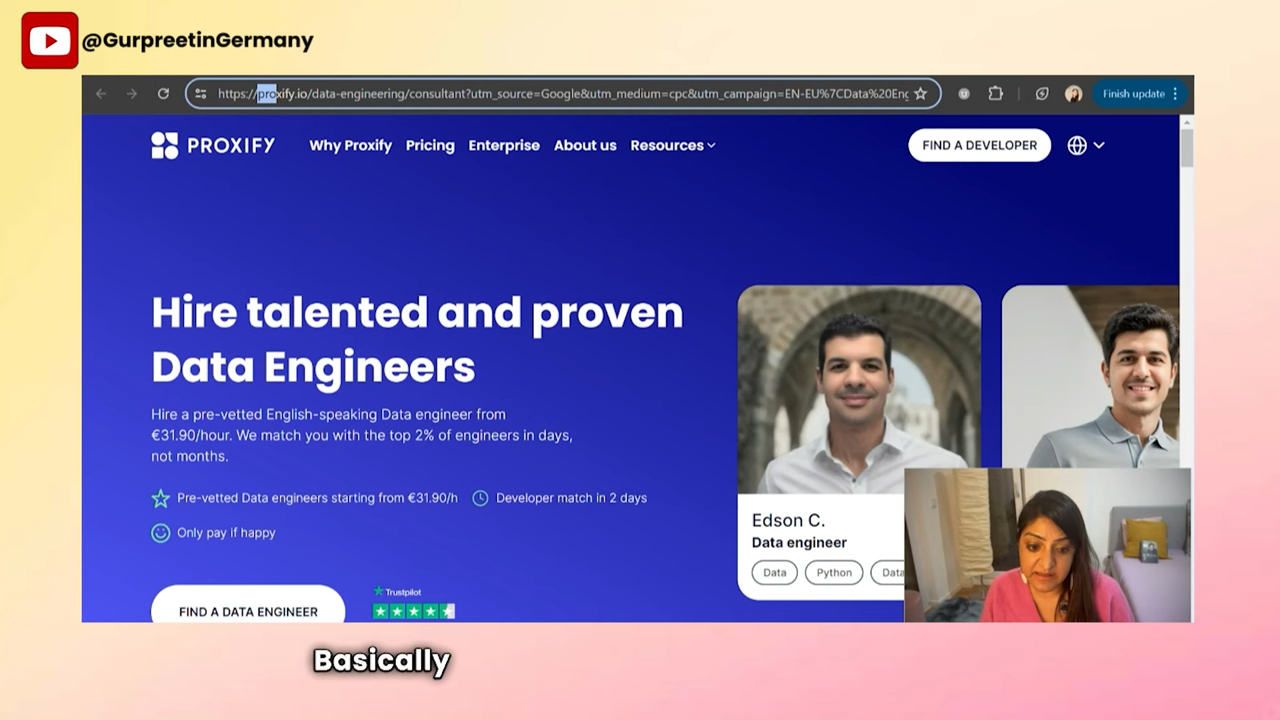 @GurpreetinGermany
https://proxify.io/data-engineering/consultant?utm_source=Google&utm_medium=cpc&utm_campaign=EN-EU%7CData%20Eng
Finish update
PROXIFY
Why Proxify
Pricing
Enterprise
About us
Resources
FIND A DEVELOPER
Hire talented and proven
Data Engineers
Hire a pre-vetted English-speaking Data engineer from
€31.90/hour. We match you with the top 2% of engineers in days,
not months.
Pre-vetted Data engineers starting from €31.90/h
Developer match in 2 days
Only pay if happy
FIND A DATA ENGINEER
Trustpilot
Edson C.
Data engineer
Data
Python
Data
Basically